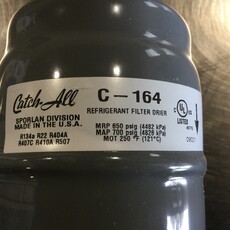 Catch-All
C-164
SPORLAN DIVISION
MADE IN THE U.S.A.
REFRIGERANT FILTER DRIER
R134a R22 R404A
R407C R410A R507
MRP 650 psig (4482 kPa)
MAP 700 psig (4826 kPa)
MOT 250 °F (121°C)
UL
LISTED